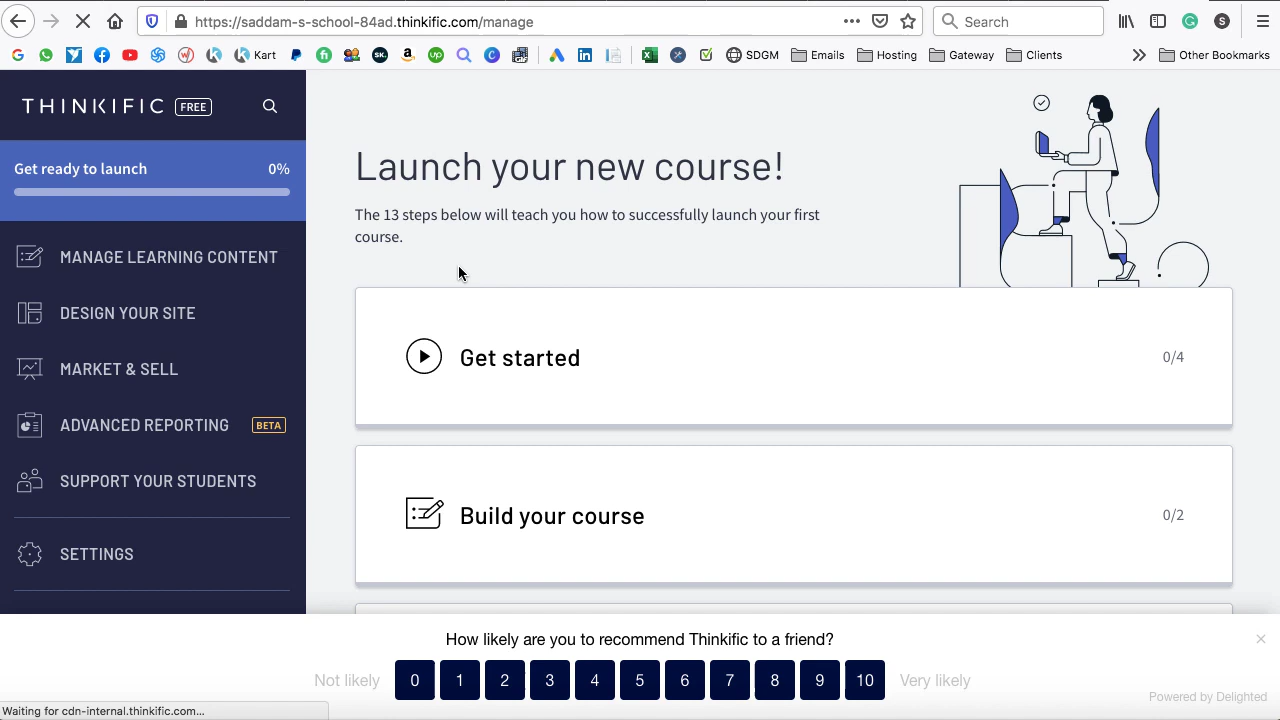 https://saddam-s-school-84ad.thinkific.com/manage
Search
Kart
SDGM
Emails
Hosting
Gateway
Clients
Other Bookmarks
THINKIFIC FREE
Get ready to launch 0%
MANAGE LEARNING CONTENT
DESIGN YOUR SITE
MARKET & SELL
ADVANCED REPORTING BETA
SUPPORT YOUR STUDENTS
SETTINGS
Launch your new course!
The 13 steps below will teach you how to successfully launch your first
course.
Get started 0/4
Build your course 0/2
How likely are you to recommend Thinkific to a friend?
Not likely 0 1 2 3 4 5 6 7 8 9 10 Very likely
Powered by Delighted
Waiting for cdn-internal.thinkific.com...